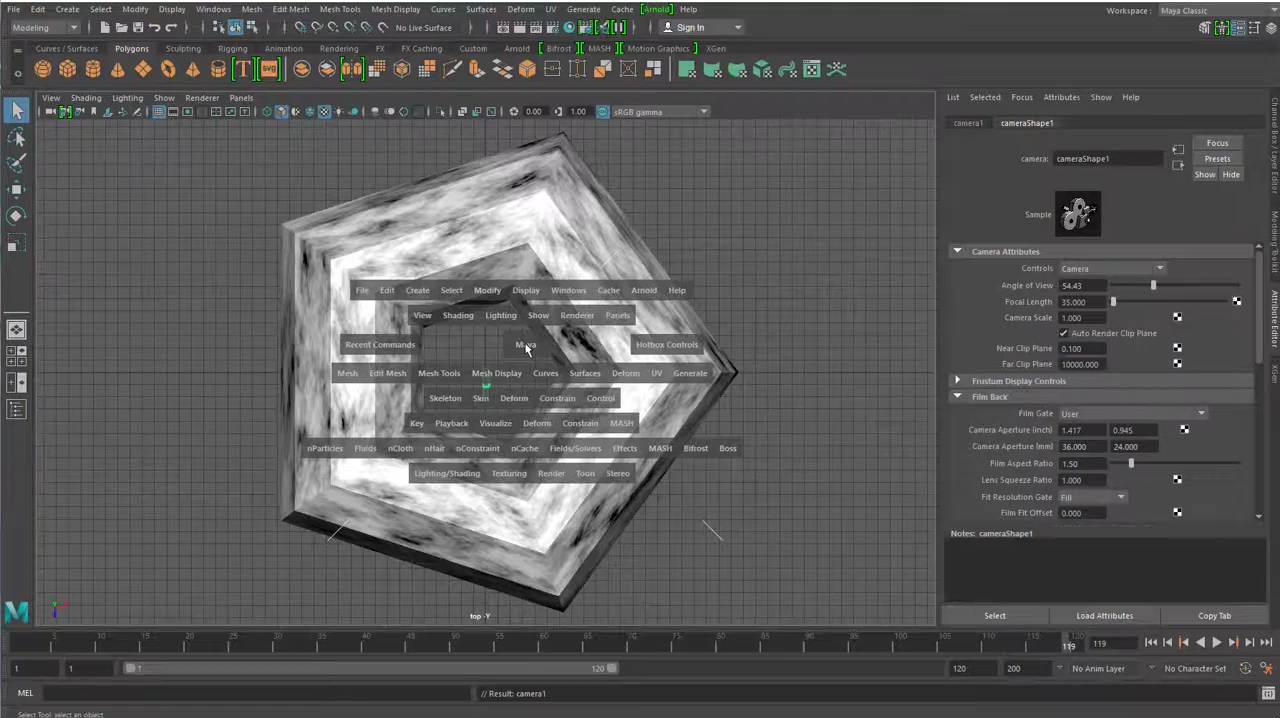 File Edit Create Select Modify Display Windows Mesh Edit Mesh Mesh Tools Mesh Display Curves Surfaces Deform UV Generate Cache [Arnold] Help
Workspace : Maya Classic
Modeling
No Live Surface
Sign In
Curves / Surfaces Polygons Sculpting Rigging Animation Rendering FX FX Caching Custom Arnold Bifrost MASH Motion Graphics XGen
T SVG
View Shading Lighting Show Renderer Panels
0.00 1.00 sRGB gamma
File Edit Create Select Modify Display Windows Cache Arnold Help
View Shading Lighting Show Renderer Panels
Recent Commands Maya Hotbox Controls
Mesh Edit Mesh Mesh Tools Mesh Display Curves Surfaces Deform UV Generate
Skeleton Skin Deform Constrain Control
Key Playback Visualize Deform Constrain MASH
nParticles Fluids nCloth nHair nConstraint nCache Fields/Solvers Effects MASH Bifrost Boss
Lighting/Shading Texturing Render Toon Stereo
top -Y
List Selected Focus Attributes Show Help
camera1 cameraShape1
camera: cameraShape1
Focus
Presets
Show Hide
Sample
Camera Attributes
Controls Camera
Angle of View 54.43
Focal Length 35.000
Camera Scale 1.000
Auto Render Clip Plane
Near Clip Plane 0.100
Far Clip Plane 10000.000
Frustum Display Controls
Film Back
Film Gate User
Camera Aperture (inch) 1.417 0.945
Camera Aperture (mm) 36.000 24.000
Film Aspect Ratio 1.50
Lens Squeeze Ratio 1.000
Fit Resolution Gate Fill
Film Fit Offset 0.000
Notes: cameraShape1
Select Load Attributes Copy Tab
Channel Box / Layer Editor
Modeling Toolkit
Attribute Editor
XGen
5 10 15 20 25 30 35 40 45 50 55 60 65 70 75 80 85 90 95 100 105 110 115 120
119
119
1 1 1 120 120 200 No Anim Layer No Character Set
MEL // Result: camera1
Select Tool: select an object